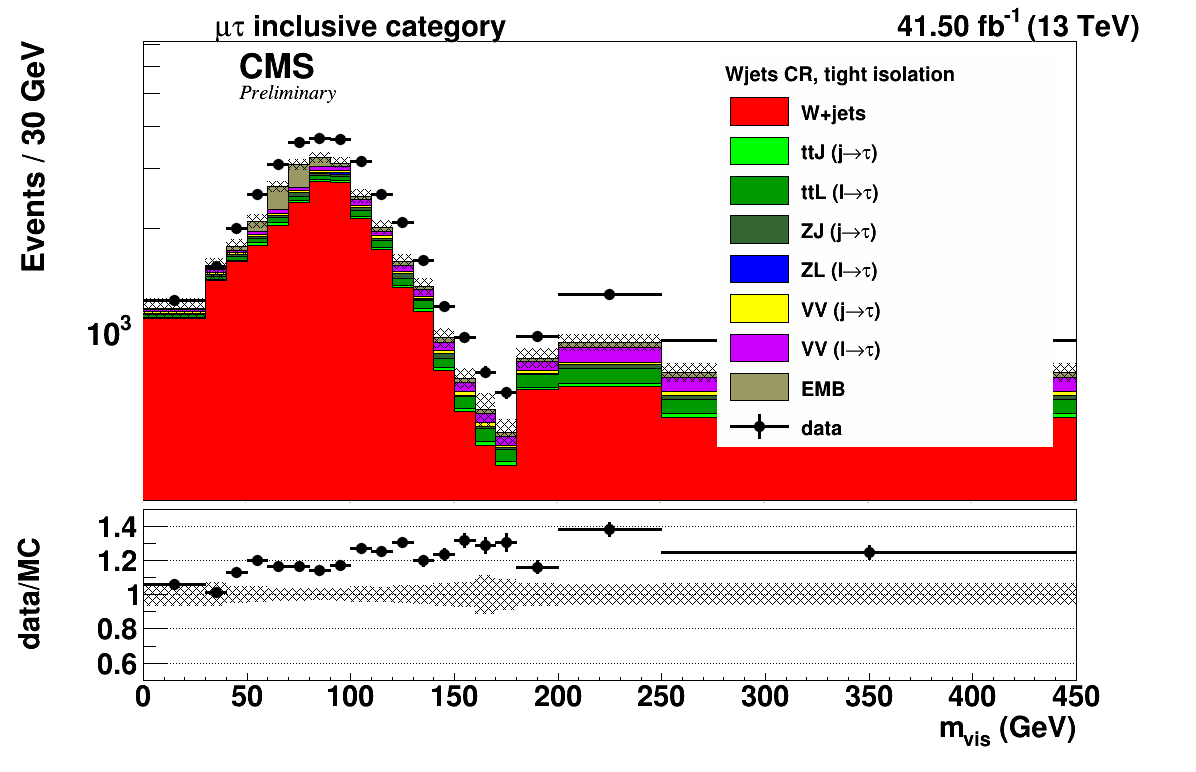 μτ inclusive category
41.50 fb⁻¹ (13 TeV)
Events / 30 GeV
CMS
Preliminary
Wjets CR, tight isolation
W+jets
ttJ (j→τ)
ttL (l→τ)
ZJ (j→τ)
ZL (l→τ)
VV (j→τ)
VV (l→τ)
EMB
data
10³
data/MC
1.4
1.2
1
0.8
0.6
0 50 100 150 200 250 300 350 400 450
m_vis (GeV)